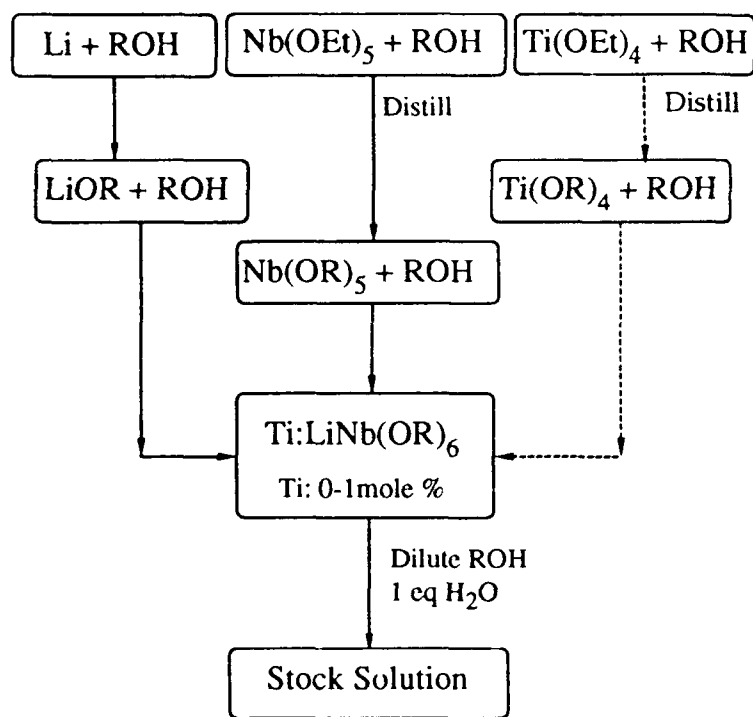 Li + ROH
Nb(OEt)₅ + ROH
Ti(OEt)₄ + ROH
Distill
Distill
LiOR + ROH
Ti(OR)₄ + ROH
Nb(OR)₅ + ROH
Ti:LiNb(OR)₆
Ti: 0-1mole %
Dilute ROH
1 eq H₂O
Stock Solution